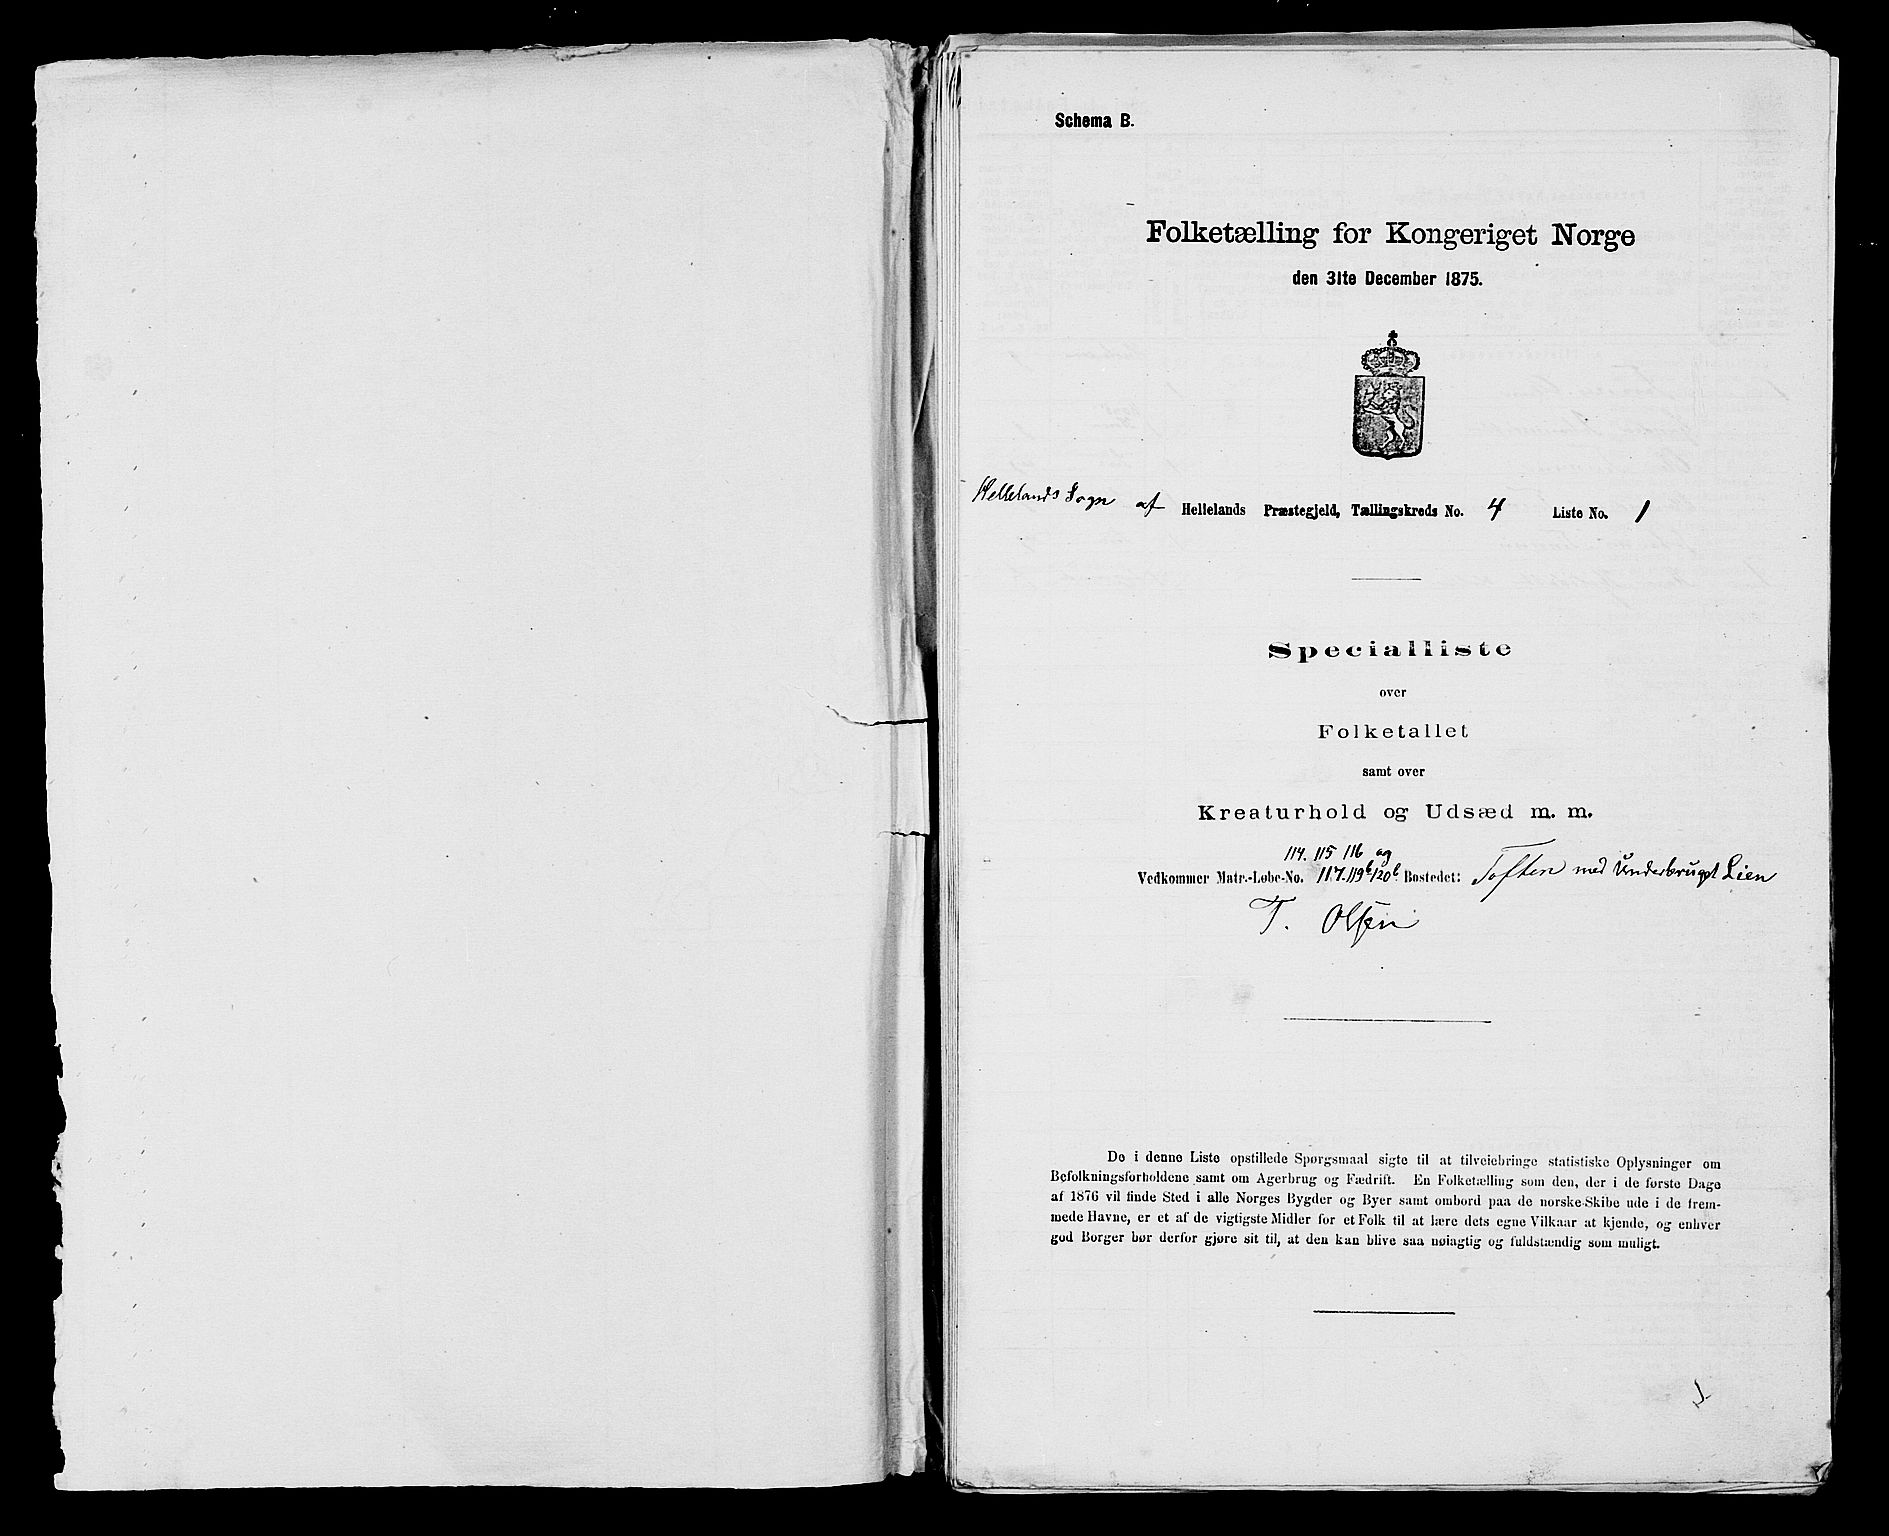 Schema B.
Folketælling for Kongeriget Norge
den 31te December 1875.
Hellelands Sogn af Hellelands Præstegjeld, Tællingskreds No. 4 Liste No. 1
Specialliste
over
Folketallet
samt over
Kreaturhold og Udsæd m. m.
114. 115 116 og
Vedkommer Matr.-Løbe-No. 117. 119b 120b Bostedet: Toften med Underbruget Lien
T. Olsen
De i denne Liste opstillede Spørgsmaal sigte til at tilveiebringe statistiske Oplysninger om
Befolkningsforholdene samt om Agerbrug og Fædrift. En Folketælling som den, der i de første Dage
af 1876 vil finde Sted i alle Norges Bygder og Byer samt ombord paa de norske Skibe ude i de frem-
mede Havne, er et af de vigtigste Midler for et Folk til at lære dets egne Vilkaar at kjende, og enhver
god Borger bør derfor gjøre sit til, at den kan blive saa nøiagtig og fuldstændig som muligt.